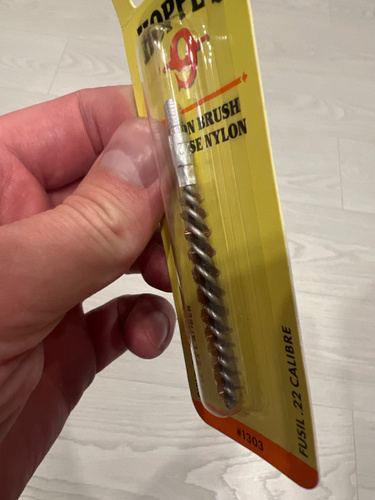 HOPPE'S
9
ON BRUSH
SE NYLON
#1303
FUSIL .22 CALIBRE